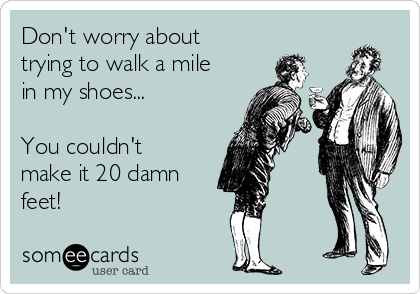 Don't worry about
trying to walk a mile
in my shoes...
You couldn't
make it 20 damn
feet!
someecards
user card